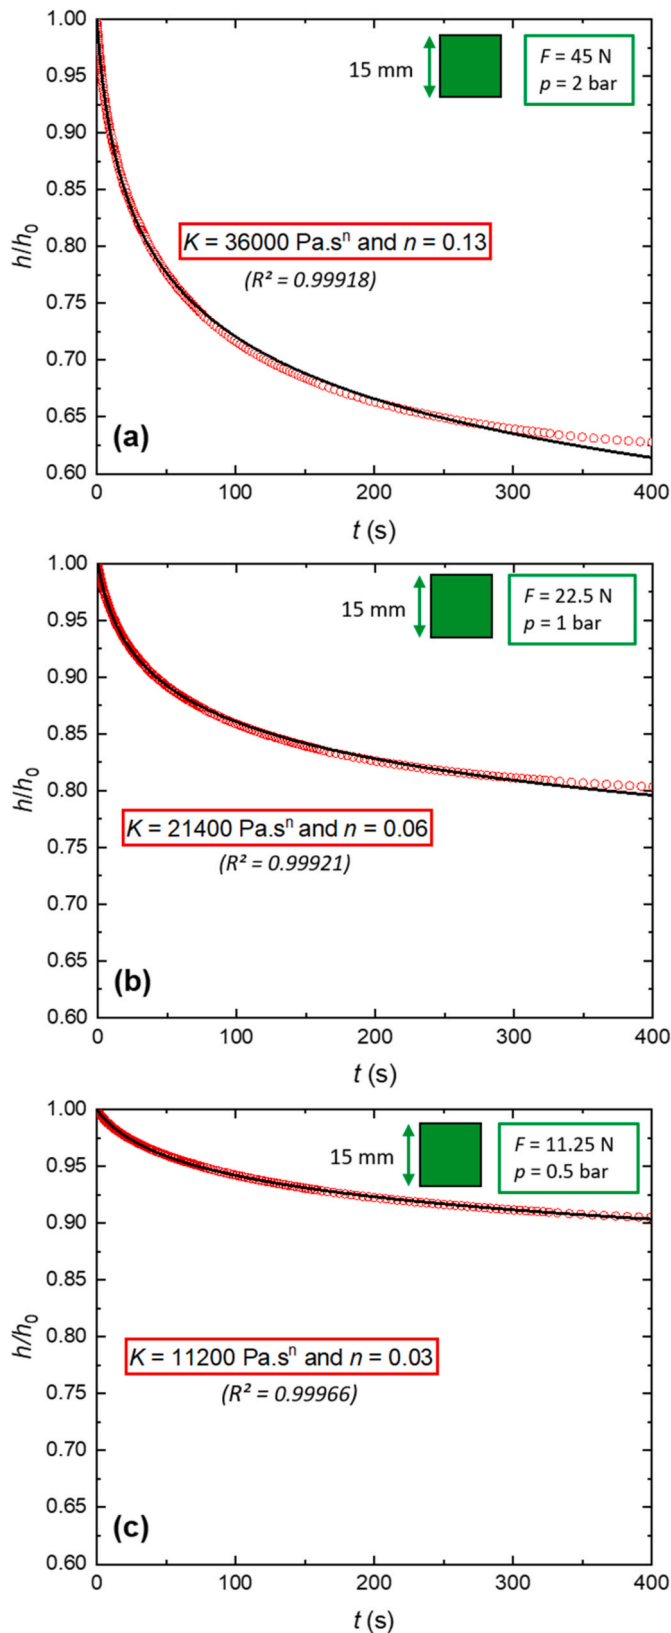 1.00
0.95
0.90
0.85
0.80
0.75
0.70
0.65
0.60
h/h₀
15 mm
F = 45 N
p = 2 bar
K = 36000 Pa.sⁿ and n = 0.13
(R² = 0.99918)
(a)
0 100 200 300 400
t (s)
1.00
0.95
0.90
0.85
0.80
0.75
0.70
0.65
0.60
h/h₀
15 mm
F = 22.5 N
p = 1 bar
K = 21400 Pa.sⁿ and n = 0.06
(R² = 0.99921)
(b)
0 100 200 300 400
t (s)
1.00
0.95
0.90
0.85
0.80
0.75
0.70
0.65
0.60
h/h₀
15 mm
F = 11.25 N
p = 0.5 bar
K = 11200 Pa.sⁿ and n = 0.03
(R² = 0.99966)
(c)
0 100 200 300 400
t (s)